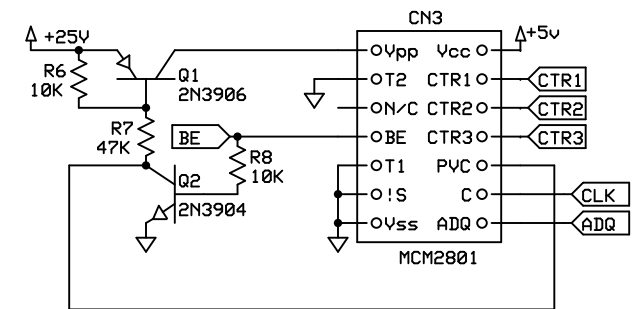 CN3
+25V
+5v
R6
10K
Q1
2N3906
Vpp
Vcc
T2
CTR1
CTR1
N/C
CTR2
CTR2
R7
47K
BE
BE
CTR3
CTR3
R8
10K
T1
PVC
Q2
2N3904
!S
C
CLK
Vss
ADQ
ADQ
MCM2801